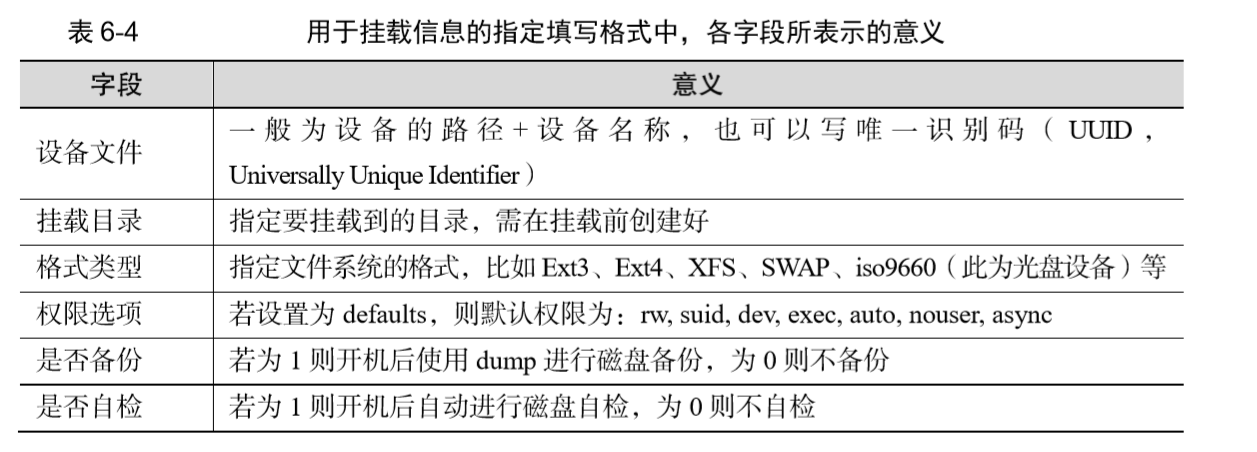 表 6-4 用于挂载信息的指定填写格式中，各字段所表示的意义
字段 意义
设备文件 一般为设备的路径+设备名称，也可以写唯一识别码（UUID，
Universally Unique Identifier）
挂载目录 指定要挂载到的目录，需在挂载前创建好
格式类型 指定文件系统的格式，比如 Ext3、Ext4、XFS、SWAP、iso9660（此为光盘设备）等
权限选项 若设置为 defaults，则默认权限为：rw, suid, dev, exec, auto, nouser, async
是否备份 若为 1 则开机后使用 dump 进行磁盘备份，为 0 则不备份
是否自检 若为 1 则开机后自动进行磁盘自检，为 0 则不自检